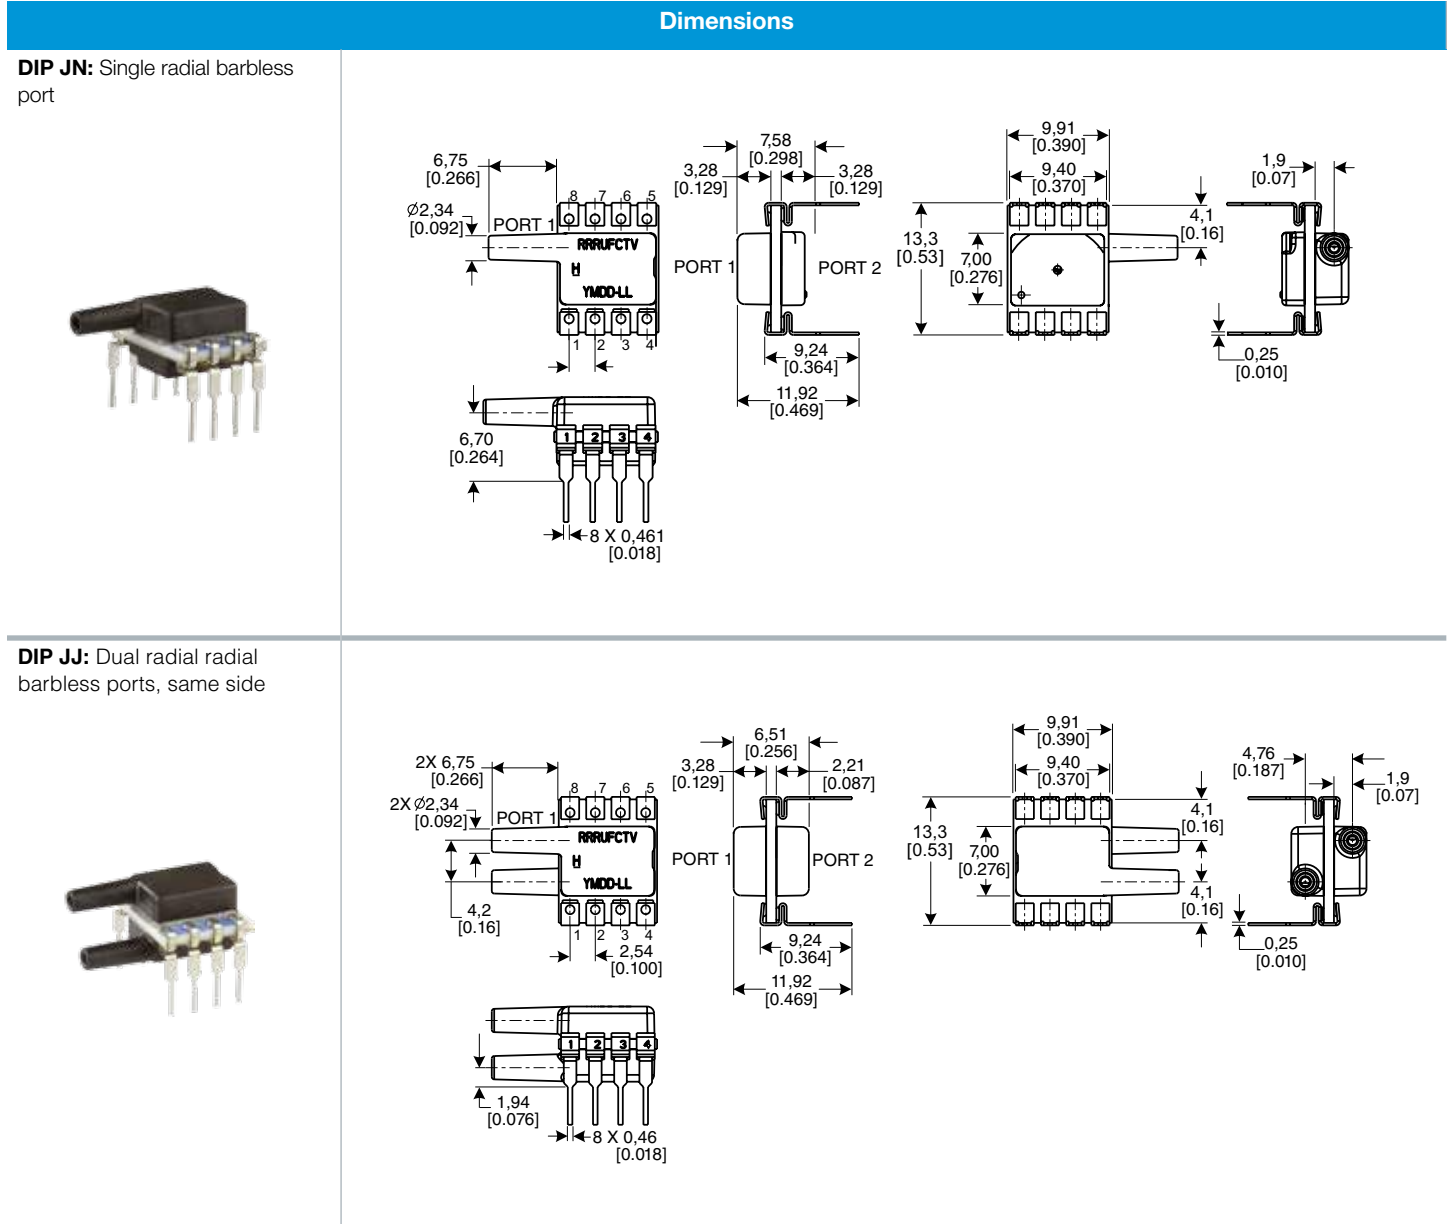 Dimensions
DIP JN: Single radial barbless
port
6,75
[0.266]
Ø2,34
[0.092]
PORT 1
8 7 6 5
RRRUFCTV
YMDD-LL
1 2 3 4
7,58
[0.298]
3,28
[0.129]
3,28
[0.129]
PORT 1
PORT 2
9,24
[0.364]
11,92
[0.469]
9,91
[0.390]
9,40
[0.370]
13,3
[0.53]
7,00
[0.276]
4,1
[0.16]
1,9
[0.07]
0,25
[0.010]
6,70
[0.264]
1 2 3 4
8 X 0,461
[0.018]
DIP JJ: Dual radial radial
barbless ports, same side
2X 6,75
[0.266]
2X Ø2,34
[0.092]
PORT 1
8 7 6 5
RRRUFCTV
YMDD-LL
1 2 3 4
4,2
[0.16]
2,54
[0.100]
6,51
[0.256]
3,28
[0.129]
2,21
[0.087]
PORT 1
PORT 2
9,24
[0.364]
11,92
[0.469]
9,91
[0.390]
9,40
[0.370]
13,3
[0.53]
7,00
[0.276]
4,1
[0.16]
4,1
[0.16]
4,76
[0.187]
1,9
[0.07]
0,25
[0.010]
1 2 3 4
1,94
[0.076]
8 X 0,46
[0.018]